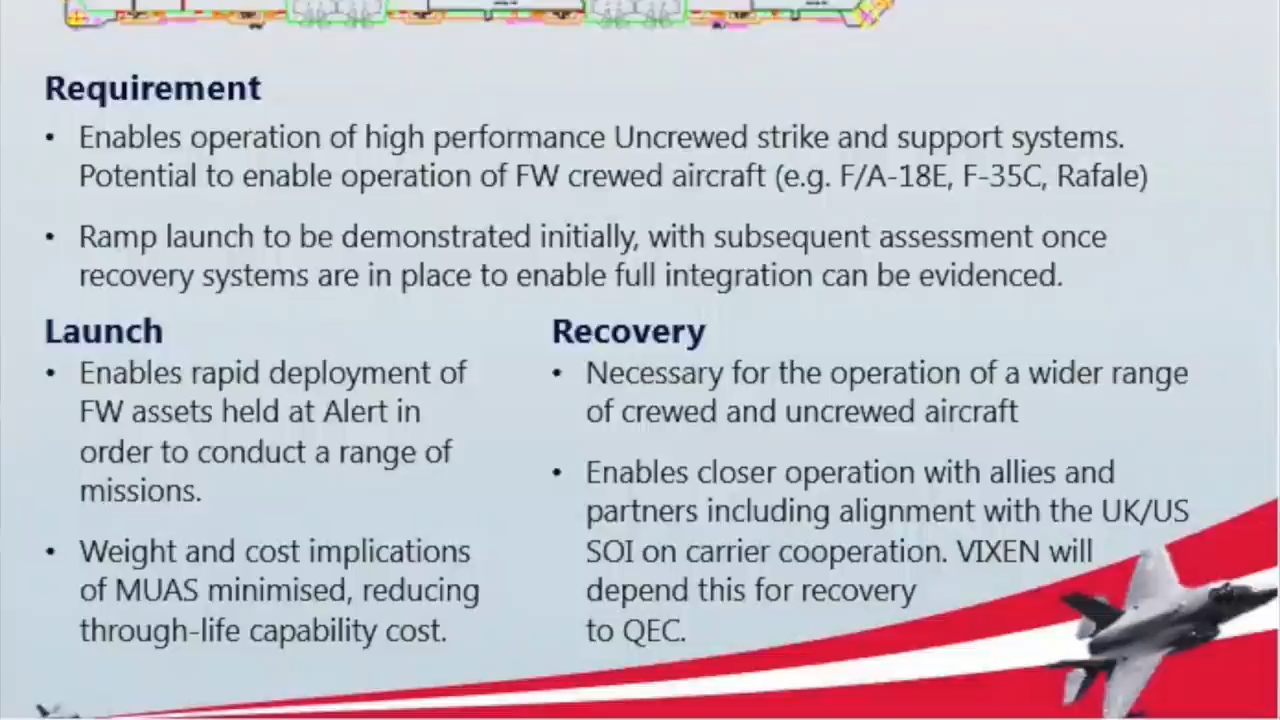 Requirement
• Enables operation of high performance Uncrewed strike and support systems.
Potential to enable operation of FW crewed aircraft (e.g. F/A-18E, F-35C, Rafale)
• Ramp launch to be demonstrated initially, with subsequent assessment once
recovery systems are in place to enable full integration can be evidenced.
Launch
• Enables rapid deployment of
FW assets held at Alert in
order to conduct a range of
missions.
• Weight and cost implications
of MUAS minimised, reducing
through-life capability cost.
Recovery
• Necessary for the operation of a wider range
of crewed and uncrewed aircraft
• Enables closer operation with allies and
partners including alignment with the UK/US
SOI on carrier cooperation. VIXEN will
depend this for recovery
to QEC.